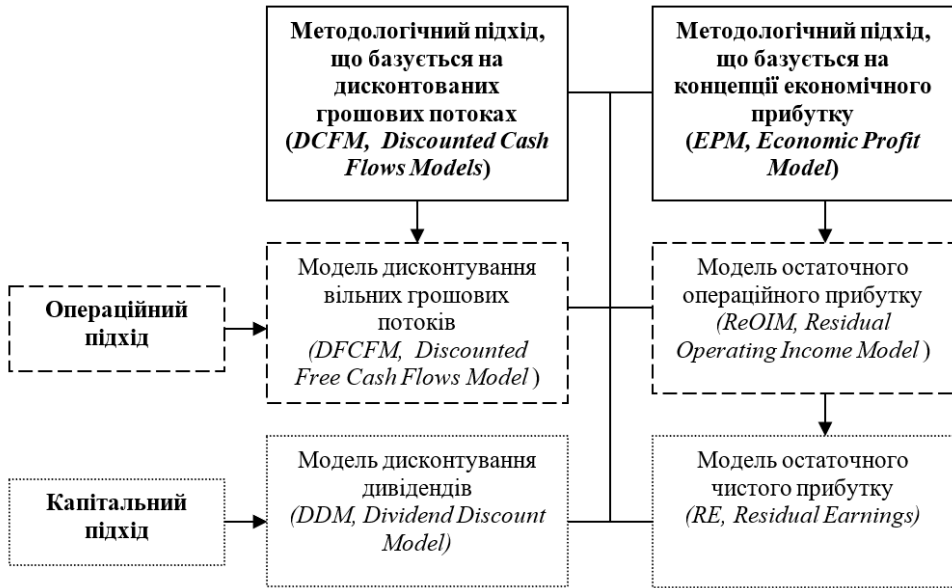 Методологічний підхід,
що базується на
дисконтованих
грошових потоках
(DCFM, Discounted Cash
Flows Models)
Методологічний підхід,
що базується на
концепції економічного
прибутку
(EPM, Economic Profit
Model)
Операційний
підхід
Модель дисконтування
вільних грошових
потоків
(DFCFM, Discounted
Free Cash Flows Model )
Модель остаточного
операційного прибутку
(ReOIM, Residual
Operating Income Model )
Капітальний
підхід
Модель дисконтування
дивідендів
(DDM, Dividend Discount
Model)
Модель остаточного
чистого прибутку
(RE, Residual Earnings)